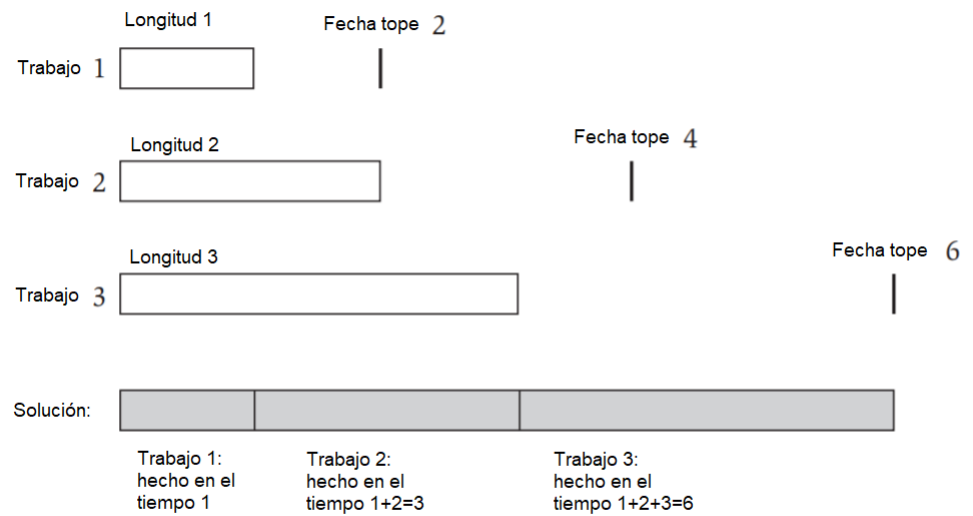 Longitud 1
Fecha tope 2
Trabajo 1
Longitud 2
Fecha tope 4
Trabajo 2
Longitud 3
Fecha tope 6
Trabajo 3
Solución:
Trabajo 1:
hecho en el
tiempo 1
Trabajo 2:
hecho en el
tiempo 1+2=3
Trabajo 3:
hecho en el
tiempo 1+2+3=6